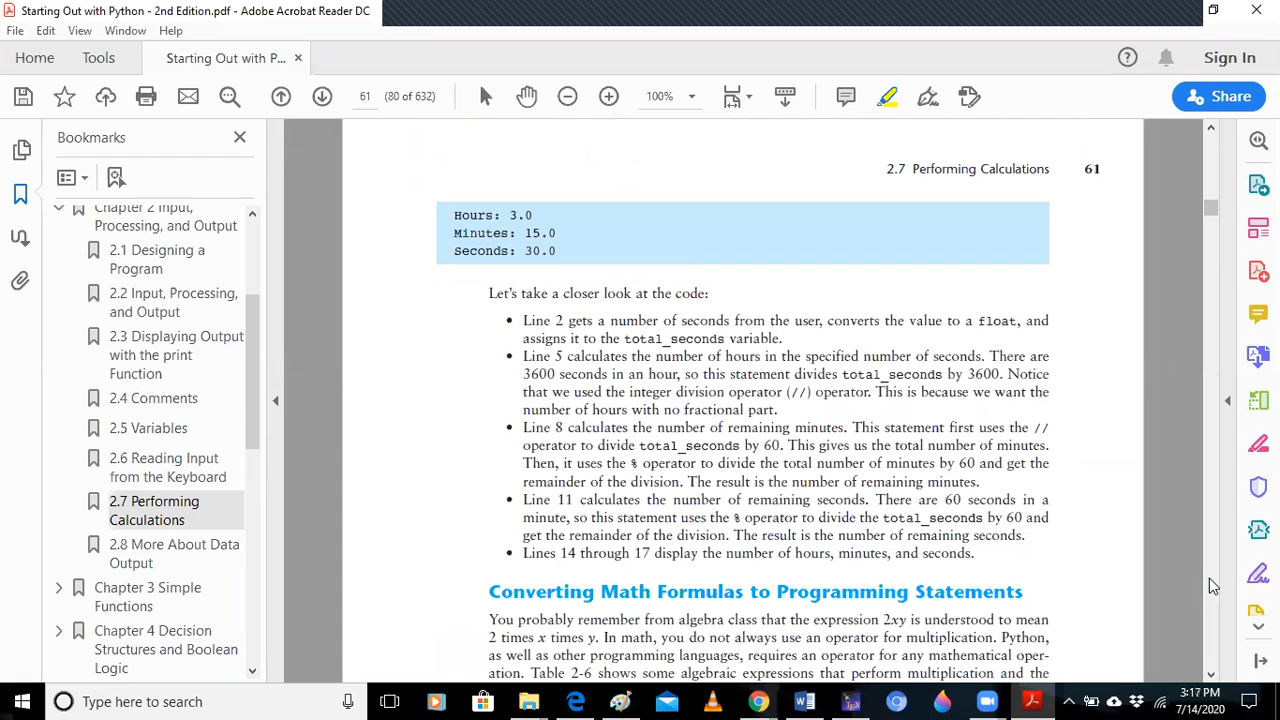 Starting Out with Python - 2nd Edition.pdf - Adobe Acrobat Reader DC
File Edit View Window Help
Home Tools Starting Out with P... × Sign In
61 (80 of 632) 100% Share
Bookmarks
Chapter 2 Input,
Processing, and Output
2.1 Designing a
Program
2.2 Input, Processing,
and Output
2.3 Displaying Output
with the print
Function
2.4 Comments
2.5 Variables
2.6 Reading Input
from the Keyboard
2.7 Performing
Calculations
2.8 More About Data
Output
Chapter 3 Simple
Functions
Chapter 4 Decision
Structures and Boolean
Logic
2.7 Performing Calculations 61
Hours: 3.0
Minutes: 15.0
Seconds: 30.0
Let's take a closer look at the code:
• Line 2 gets a number of seconds from the user, converts the value to a float, and
assigns it to the total_seconds variable.
• Line 5 calculates the number of hours in the specified number of seconds. There are
3600 seconds in an hour, so this statement divides total_seconds by 3600. Notice
that we used the integer division operator (//) operator. This is because we want the
number of hours with no fractional part.
• Line 8 calculates the number of remaining minutes. This statement first uses the //
operator to divide total_seconds by 60. This gives us the total number of minutes.
Then, it uses the % operator to divide the total number of minutes by 60 and get the
remainder of the division. The result is the number of remaining minutes.
• Line 11 calculates the number of remaining seconds. There are 60 seconds in a
minute, so this statement uses the % operator to divide the total_seconds by 60 and
get the remainder of the division. The result is the number of remaining seconds.
• Lines 14 through 17 display the number of hours, minutes, and seconds.
Converting Math Formulas to Programming Statements
You probably remember from algebra class that the expression 2xy is understood to mean
2 times x times y. In math, you do not always use an operator for multiplication. Python,
as well as other programming languages, requires an operator for any mathematical oper-
ation. Table 2-6 shows some algebraic expressions that perform multiplication and the
Type here to search
3:17 PM
7/14/2020